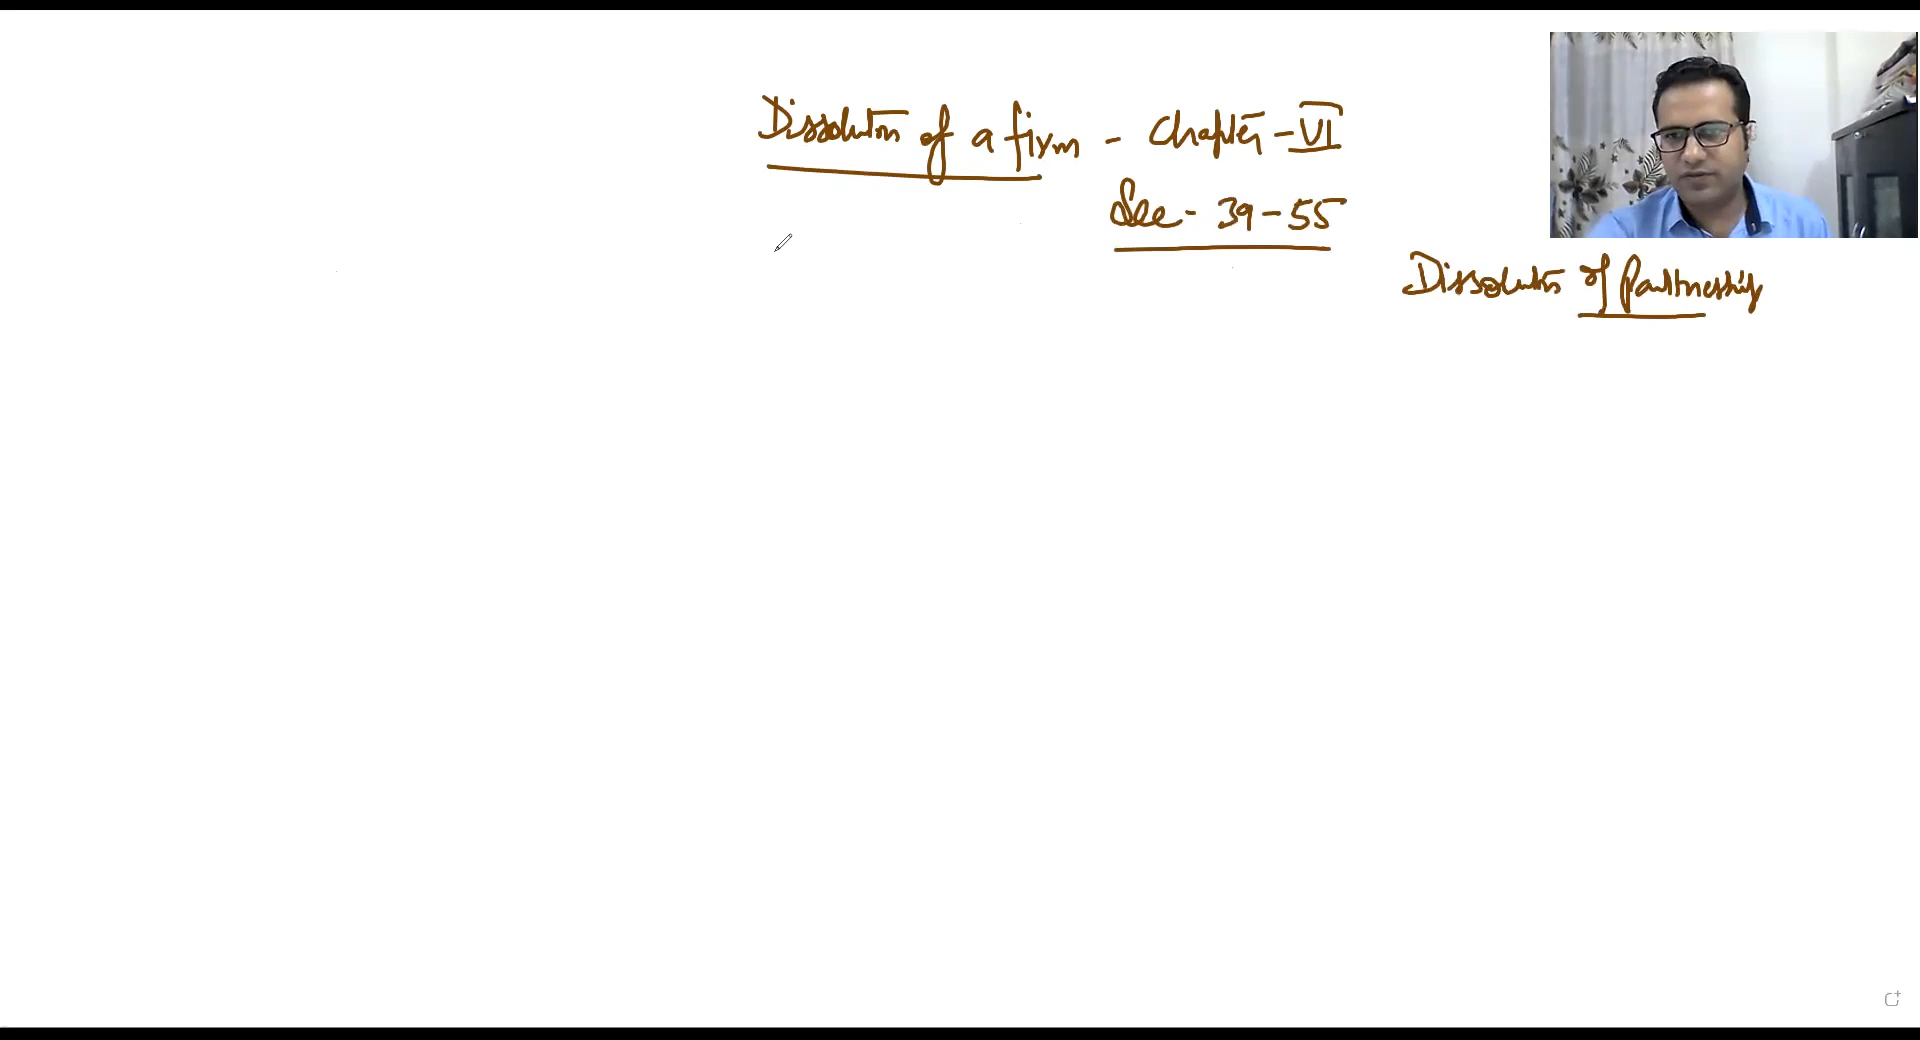 Dissolution of a firm - Chapter - VI
Sec - 39 - 55
Dissolution of Partnership